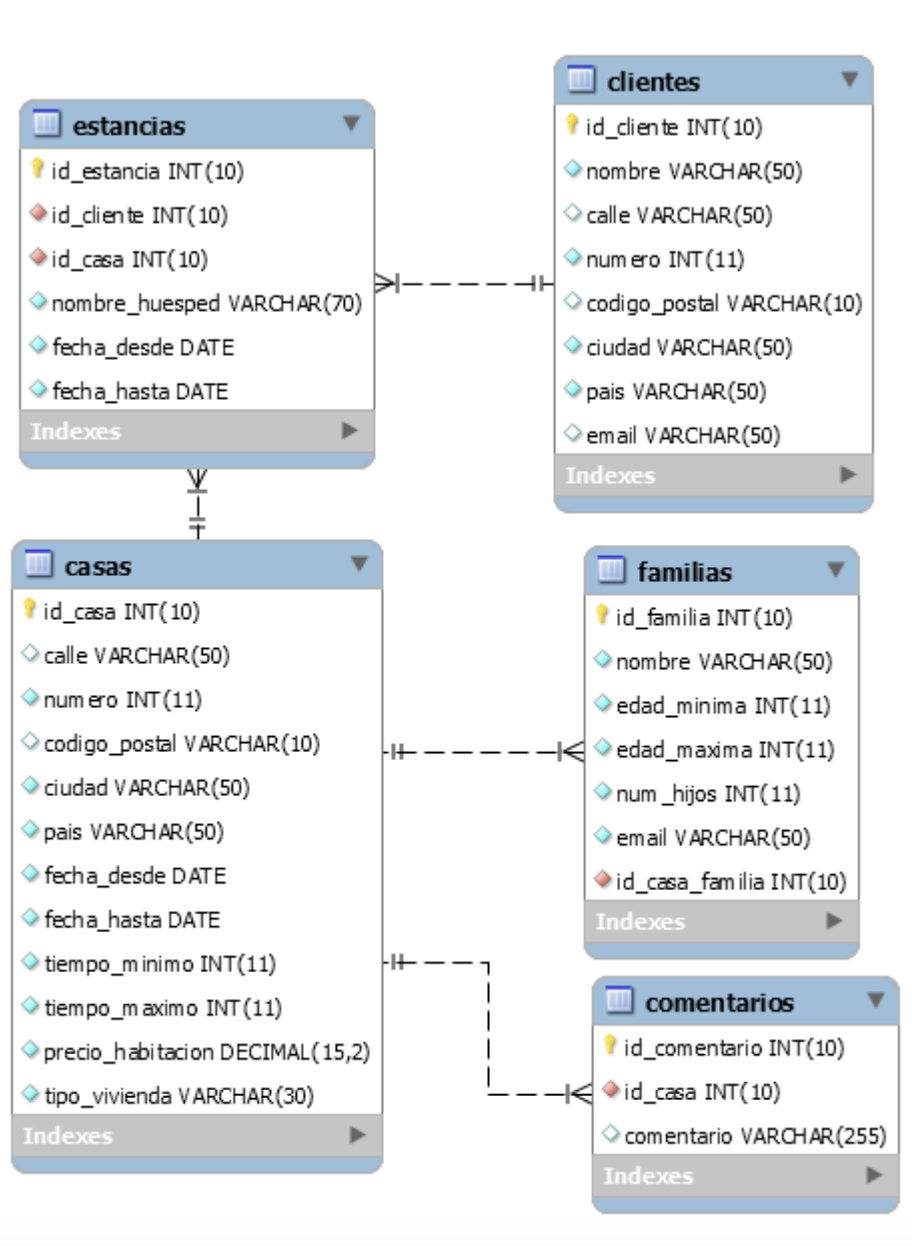 estancias
id_estancia INT(10)
id_cliente INT(10)
id_casa INT(10)
nombre_huesped VARCHAR(70)
fecha_desde DATE
fecha_hasta DATE
Indexes
clientes
id_cliente INT(10)
nombre VARCHAR(50)
calle VARCHAR(50)
numero INT(11)
codigo_postal VARCHAR(10)
ciudad VARCHAR(50)
pais VARCHAR(50)
email VARCHAR(50)
Indexes
casas
id_casa INT(10)
calle VARCHAR(50)
numero INT(11)
codigo_postal VARCHAR(10)
ciudad VARCHAR(50)
pais VARCHAR(50)
fecha_desde DATE
fecha_hasta DATE
tiempo_minimo INT(11)
tiempo_maximo INT(11)
precio_habitacion DECIMAL(15,2)
tipo_vivienda VARCHAR(30)
Indexes
familias
id_familia INT(10)
nombre VARCHAR(50)
edad_minima INT(11)
edad_maxima INT(11)
num_hijos INT(11)
email VARCHAR(50)
id_casa_familia INT(10)
Indexes
comentarios
id_comentario INT(10)
id_casa INT(10)
comentario VARCHAR(255)
Indexes